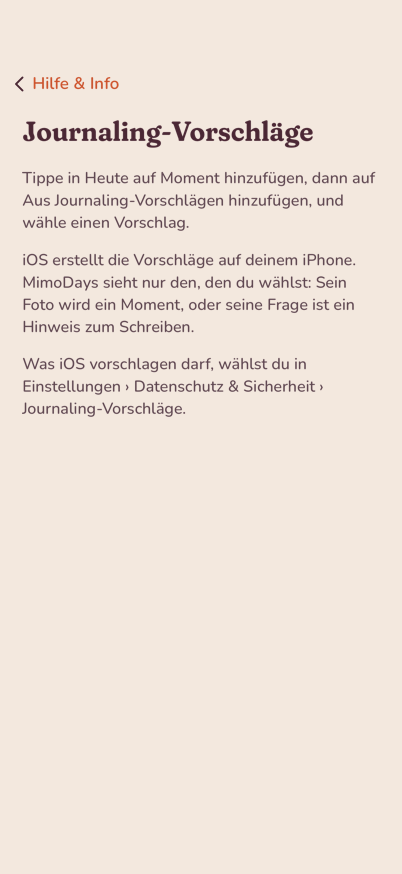 Hilfe & Info
Journaling-Vorschläge
Tippe in Heute auf Moment hinzufügen, dann auf
Aus Journaling-Vorschlägen hinzufügen, und
wähle einen Vorschlag.
iOS erstellt die Vorschläge auf deinem iPhone.
MimoDays sieht nur den, den du wählst: Sein
Foto wird ein Moment, oder seine Frage ist ein
Hinweis zum Schreiben.
Was iOS vorschlagen darf, wählst du in
Einstellungen › Datenschutz & Sicherheit ›
Journaling-Vorschläge.